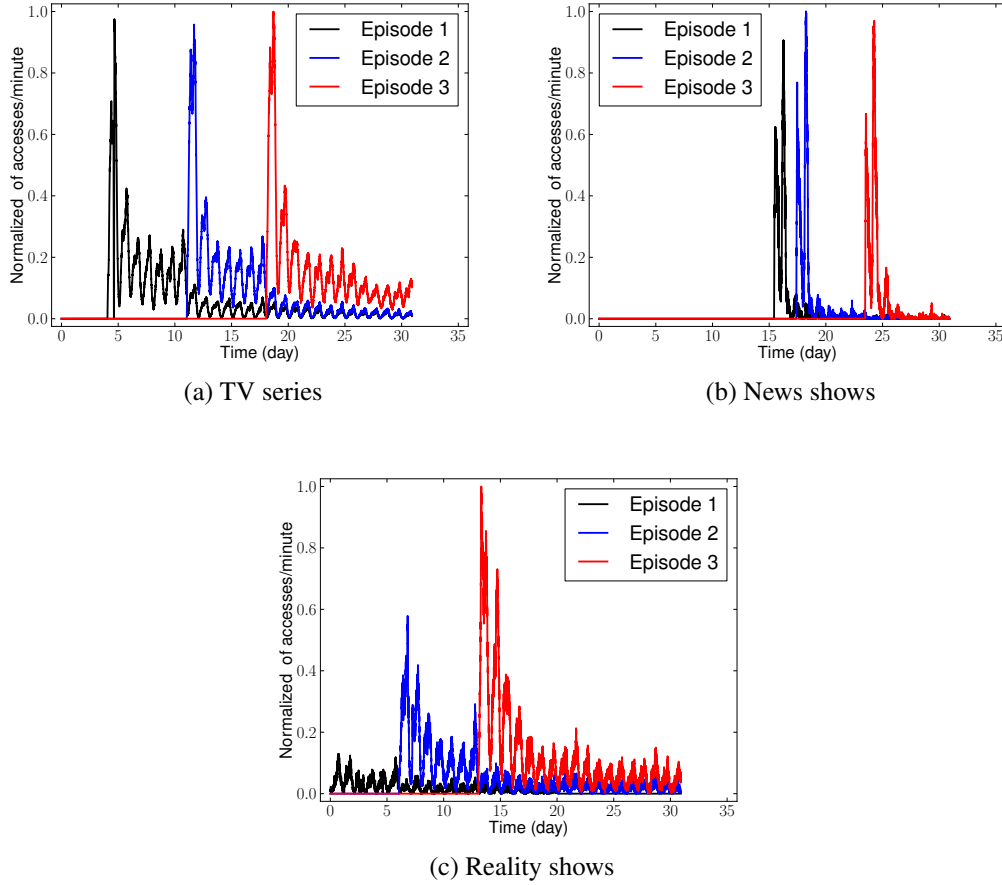 1.0
0.8
0.6
0.4
0.2
0.0
Normalized of accesses/minute
Episode 1
Episode 2
Episode 3
0 5 10 15 20 25 30 35
Time (day)
(a) TV series
1.0
0.8
0.6
0.4
0.2
0.0
Normalized of accesses/minute
Episode 1
Episode 2
Episode 3
0 5 10 15 20 25 30 35
Time (day)
(b) News shows
1.0
0.8
0.6
0.4
0.2
0.0
Normalized of accesses/minute
Episode 1
Episode 2
Episode 3
0 5 10 15 20 25 30 35
Time (day)
(c) Reality shows